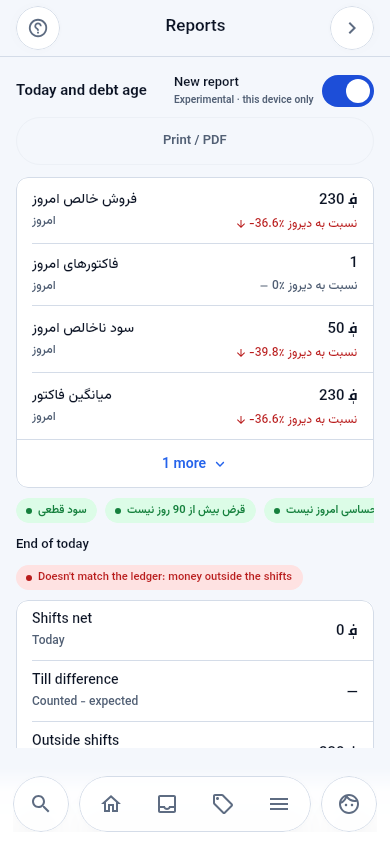 Reports
Today and debt age
New report
Experimental · this device only
Print / PDF
فروش خالص امروز
230 ؋
امروز
نسبت به دیروز -36.6٪ ↓
فاکتورهای امروز
1
امروز
نسبت به دیروز 0٪ —
سود ناخالص امروز
50 ؋
امروز
نسبت به دیروز -39.8٪ ↓
میانگین فاکتور
230 ؋
امروز
نسبت به دیروز -36.6٪ ↓
1 more
سود قطعی
قرض بیش از 90 روز نیست
حساسی امروز نیست
End of today
Doesn't match the ledger: money outside the shifts
Shifts net
0 ؋
Today
Till difference
—
Counted − expected
Outside shifts